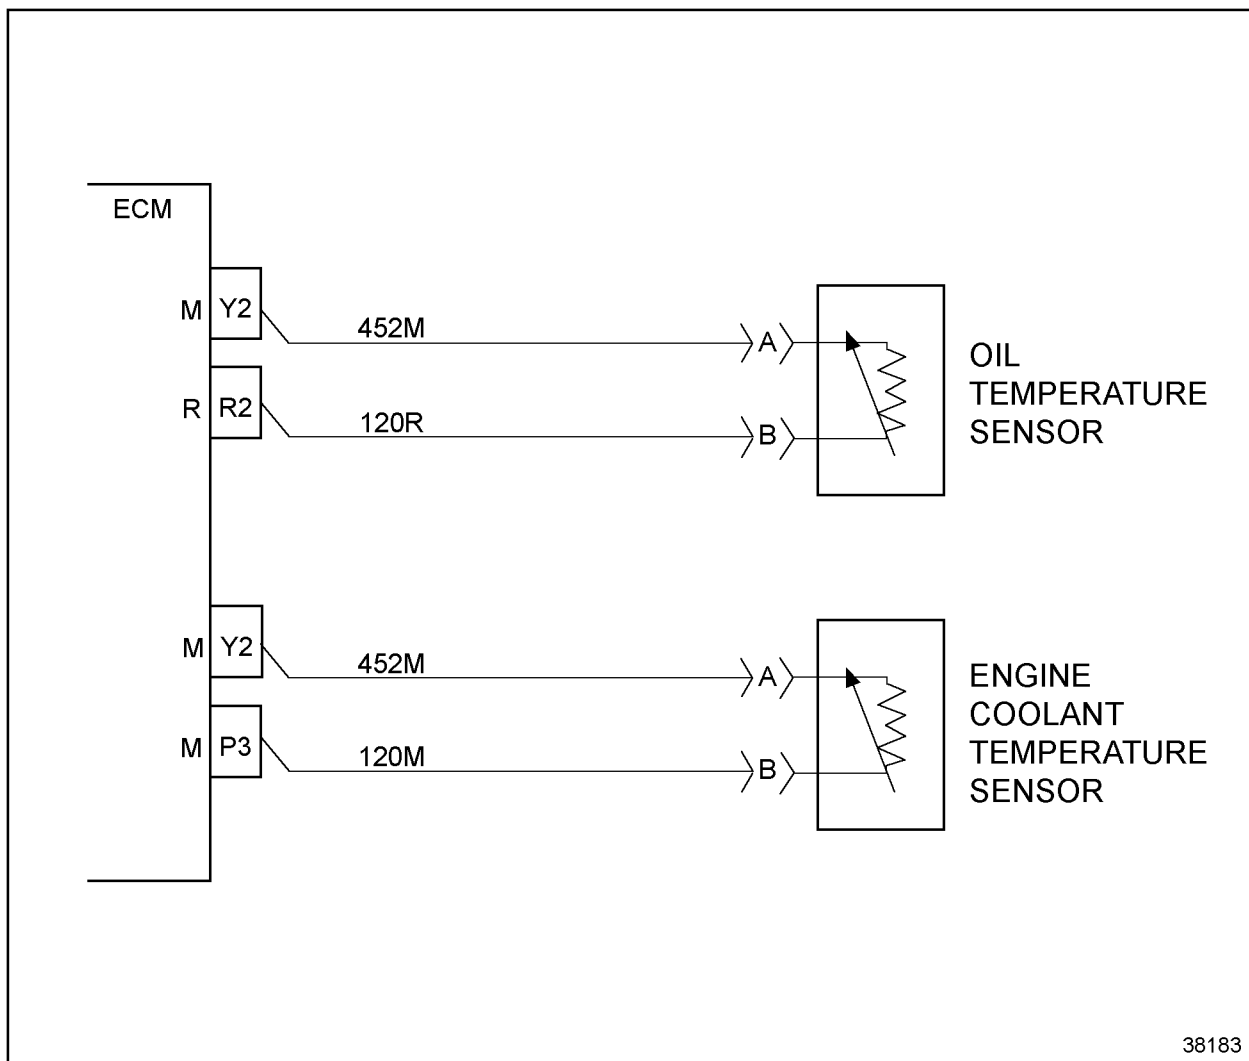 ECM
M Y2
452M
A
R R2
120R
B
OIL
TEMPERATURE
SENSOR
M Y2
452M
A
M P3
120M
B
ENGINE
COOLANT
TEMPERATURE
SENSOR
38183